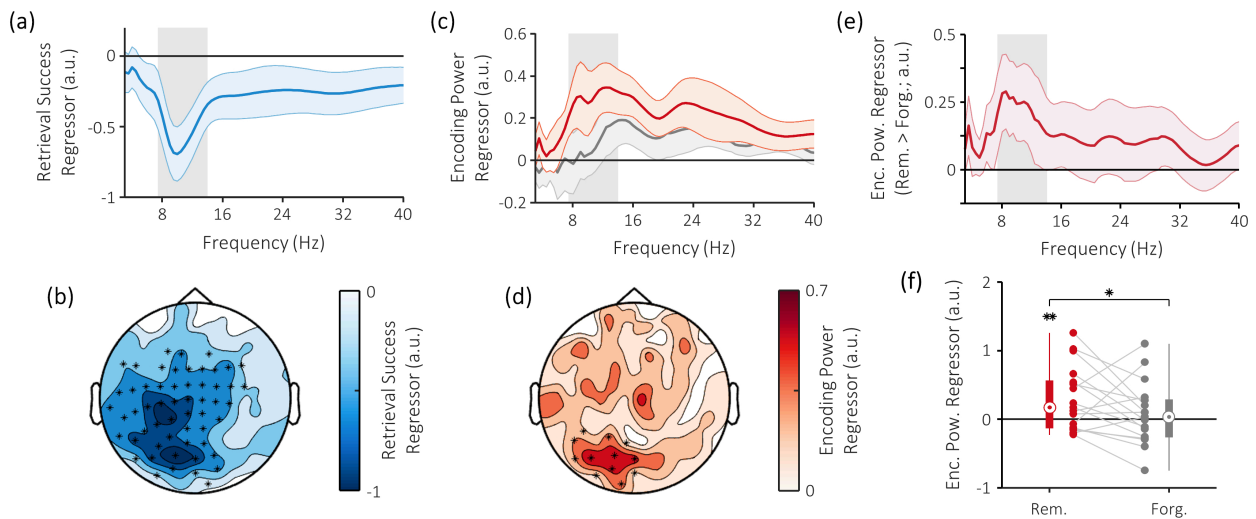 (a)
Retrieval Success
Regressor (a.u.)
0
-0.5
-1
8 16 24 32 40
Frequency (Hz)
(c)
Encoding Power
Regressor (a.u.)
0.6
0.4
0.2
0
-0.2
8 16 24 32 40
Frequency (Hz)
(e)
Enc. Pow. Regressor
(Rem. > Forg.; a.u.)
0.5
0.25
0
8 16 24 32 40
Frequency (Hz)
(b)
0
-1
Retrieval Success
Regressor (a.u.)
(d)
0.7
0
Encoding Power
Regressor (a.u.)
(f)
Enc. Pow. Regressor (a.u.)
2
1
0
-1
*
**
Rem. Forg.